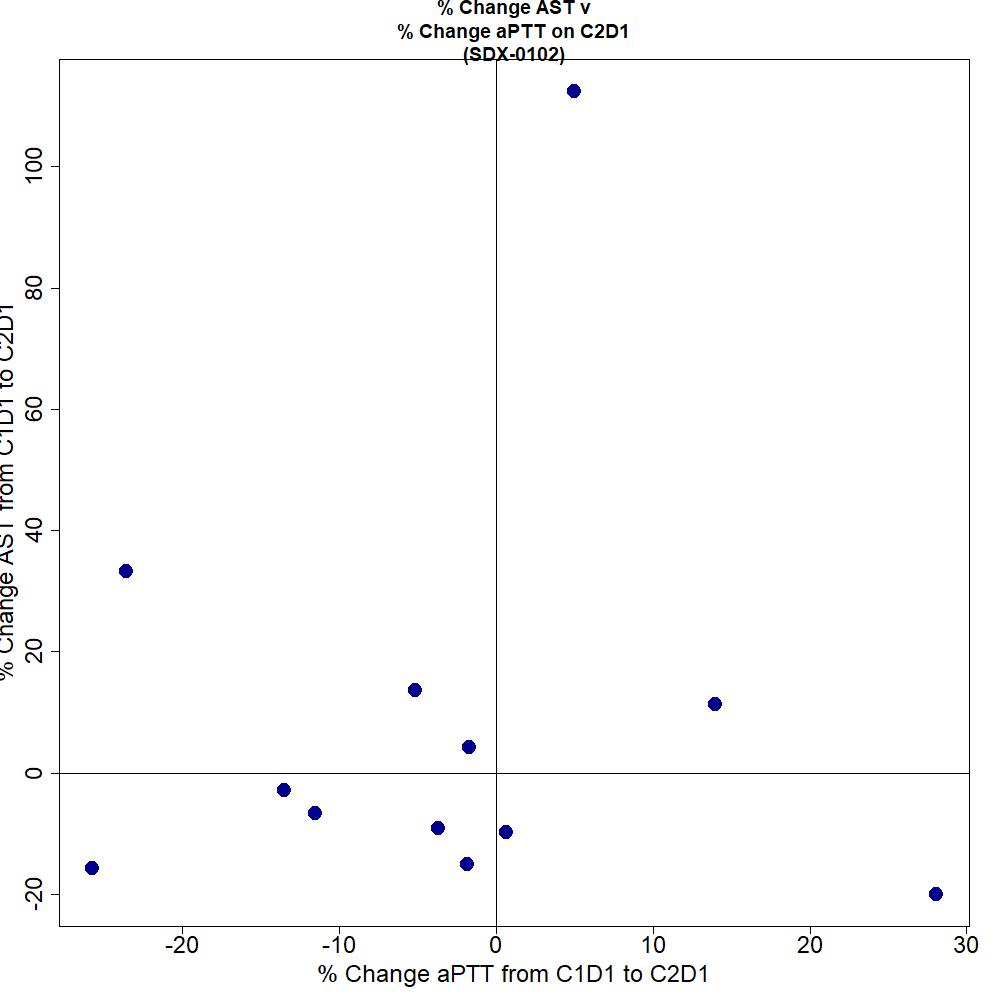 % Change AST v
% Change aPTT on C2D1
(SDX-0102)
% Change AST from C1D1 to C2D1
100
80
60
40
20
0
-20
-20 -10 0 10 20 30
% Change aPTT from C1D1 to C2D1